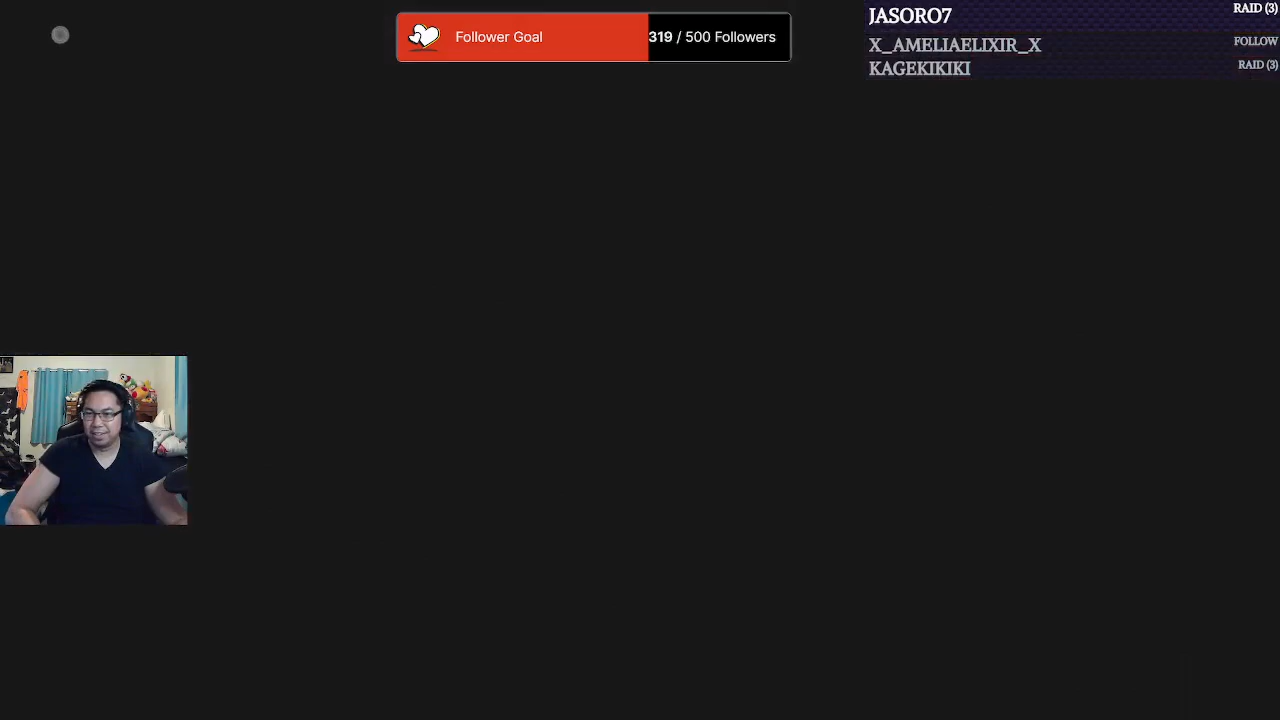 Follower Goal 319 / 500 Followers
JASORO7 RAID (3)
X_AMELIAELIXIR_X FOLLOW
KAGEKIKIKI RAID (3)